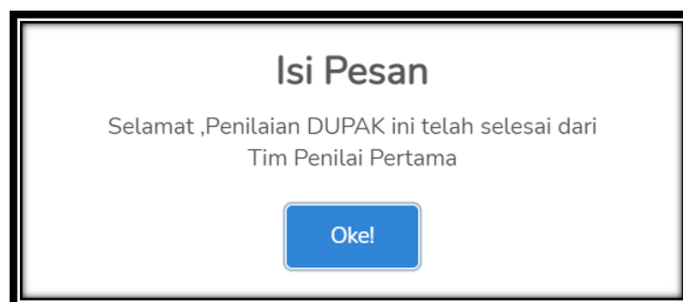 Isi Pesan
Selamat ,Penilaian DUPAK ini telah selesai dari
Tim Penilai Pertama
Oke!